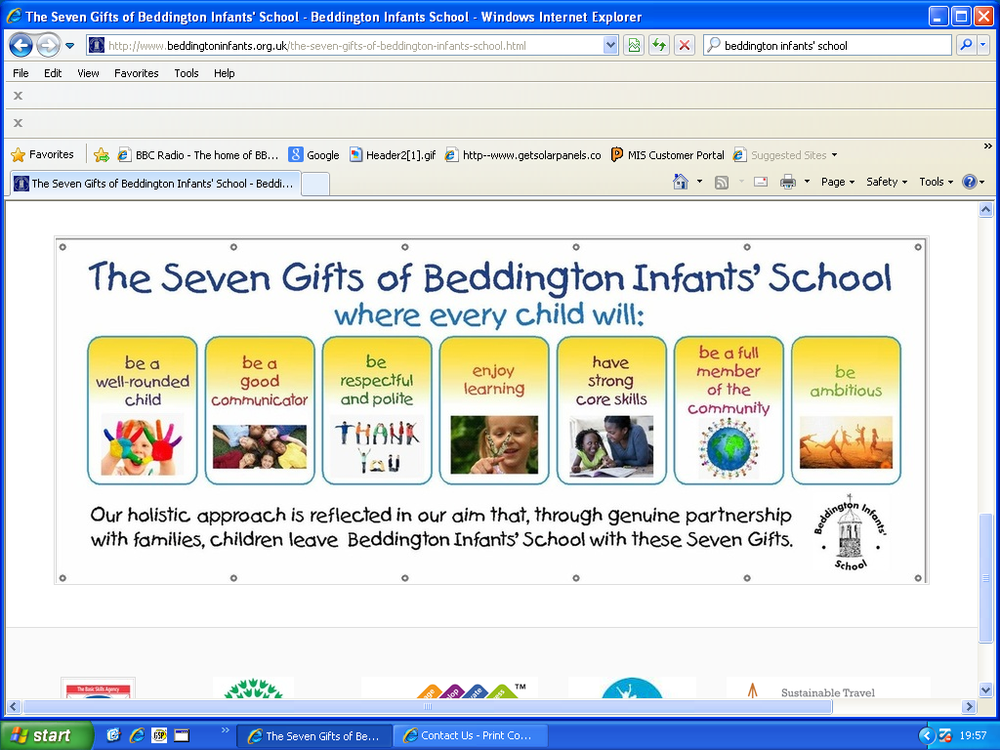 The Seven Gifts of Beddington Infants' School - Beddington Infants School - Windows Internet Explorer
http://www.beddingtoninfants.org.uk/the-seven-gifts-of-beddington-infants-school.html
beddington infants' school
File Edit View Favorites Tools Help
x
x
Favorites BBC Radio - The home of BB... Google Header2[1].gif http--www.getsolarpanels.co MIS Customer Portal Suggested Sites
The Seven Gifts of Beddington Infants' School - Beddi... Page Safety Tools
The Seven Gifts of Beddington Infants' School
where every child will:
be a
well-rounded
child
be a
good
communicator
be
respectful
and polite
THANK
YOU
enjoy
learning
have
strong
core skills
be a full
member
of the
community
be
ambitious
Our holistic approach is reflected in our aim that, through genuine partnership
with families, children leave Beddington Infants' School with these Seven Gifts.
Beddington Infants'
School
The Basic Skills Agency
TM
Sustainable Travel
start The Seven Gifts of Be... Contact Us - Print Co... 19:57